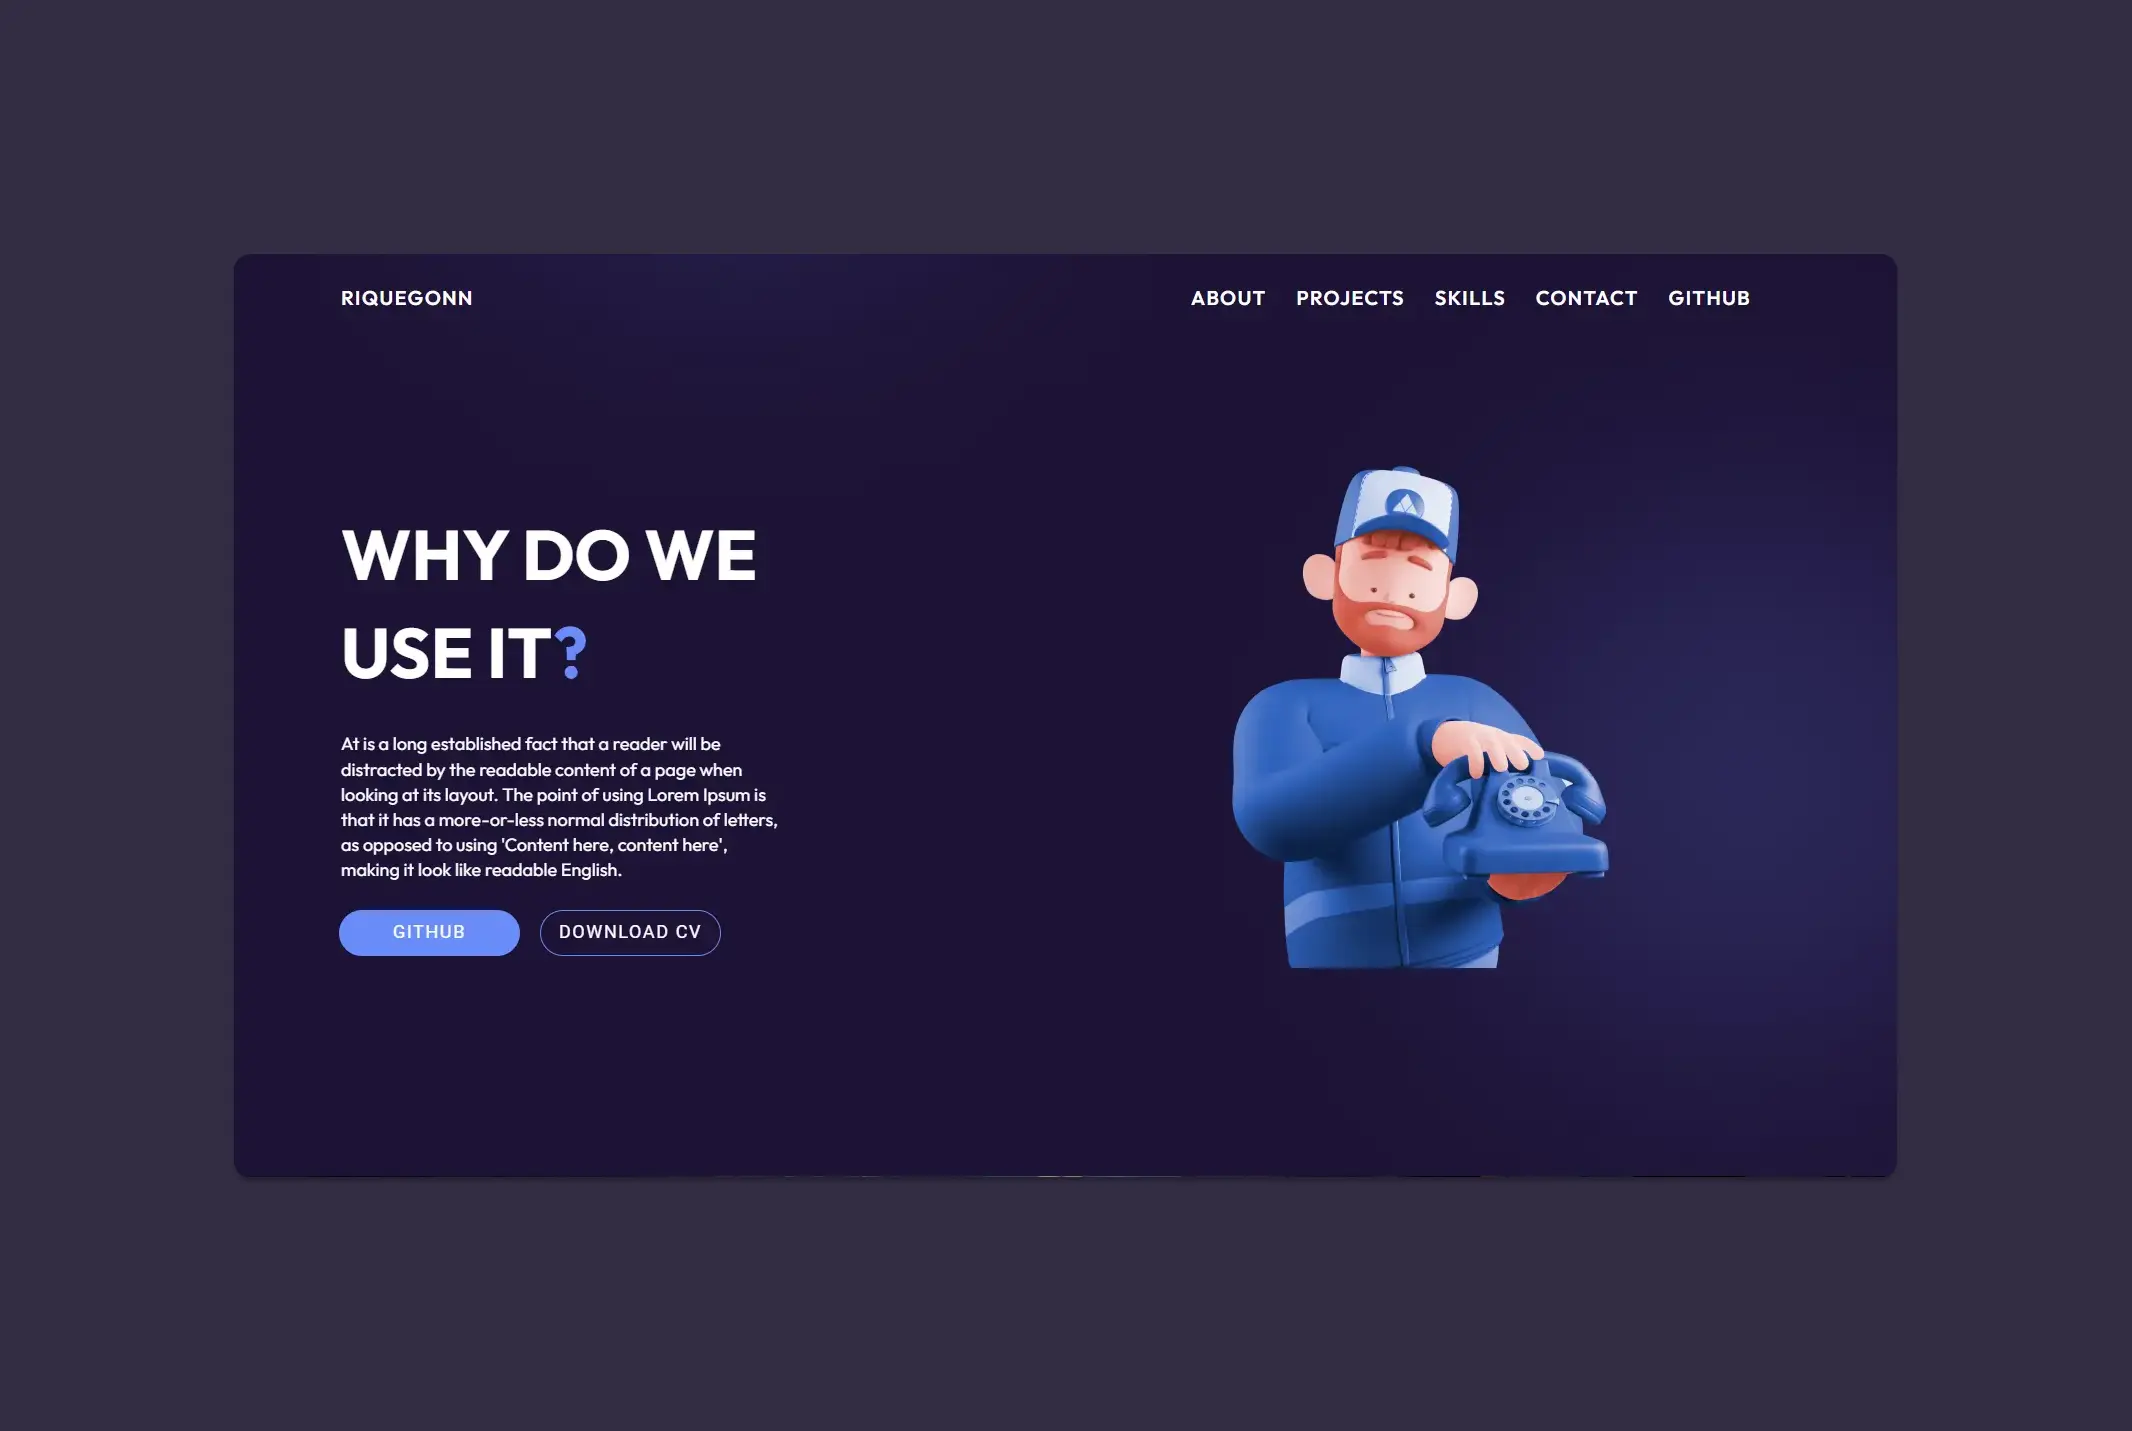 RIQUEGONN
ABOUT PROJECTS SKILLS CONTACT GITHUB
WHY DO WE
USE IT?
At is a long established fact that a reader will be
distracted by the readable content of a page when
looking at its layout. The point of using Lorem Ipsum is
that it has a more-or-less normal distribution of letters,
as opposed to using 'Content here, content here',
making it look like readable English.
GITHUB
DOWNLOAD CV